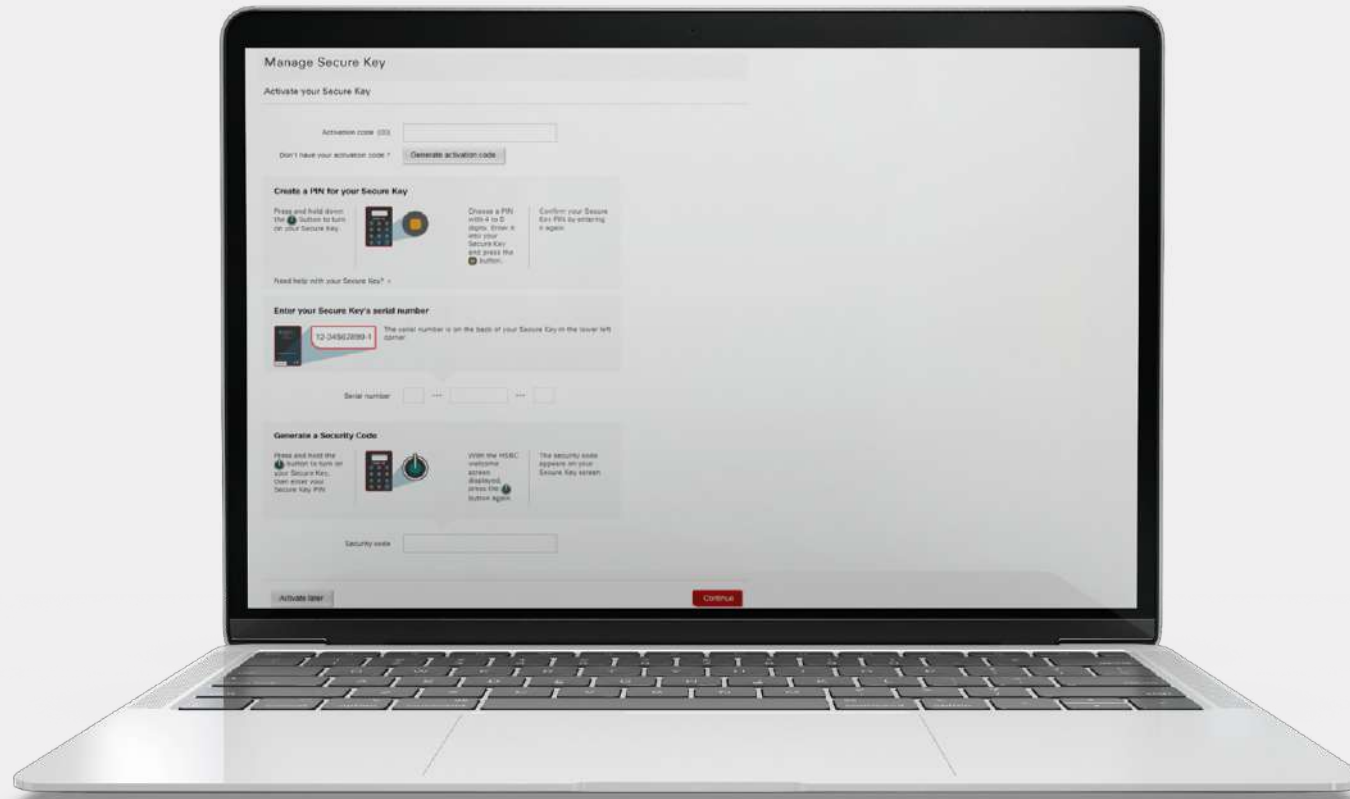 Manage Secure Key
Activate your Secure Key
Activation code
Don't have your activation code ?
Generate activation code
Create a PIN for your Secure Key
Press and hold down
the button to turn
on your Secure Key.
Choose a PIN
with 4 to
digits. Enter it
into your
Secure Key
and press the
button.
Confirm your Secure
Key PIN by entering
it again
Need help with your Secure Key?
Enter your Secure Key's serial number
The serial number is on the back of your Secure Key in the lower left
corner
Serial number
Generate a Security Code
Press and hold the
button to turn on
your Secure Key,
then enter your
Secure Key PIN
With the HSBC
welcome
screen
displayed,
press the
button again
The security code
appears on your
Secure Key screen
Security code
Activate later
Continue